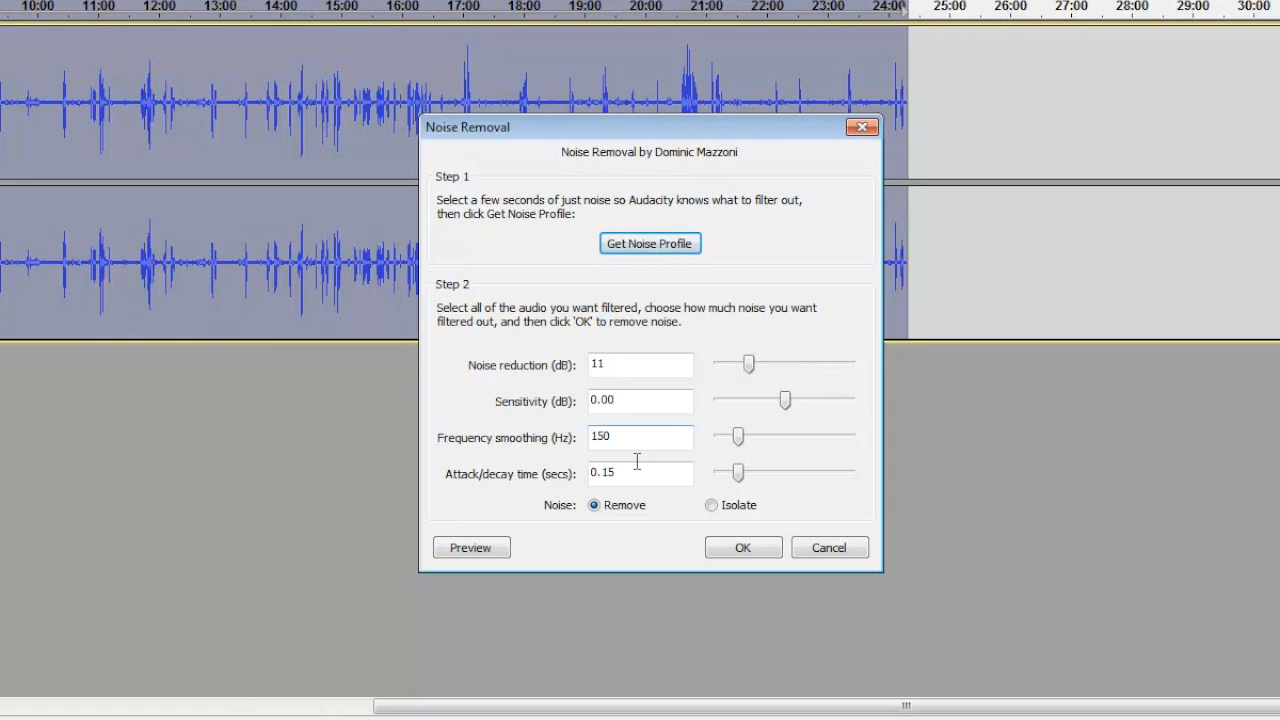 10:00 11:00 12:00 13:00 14:00 15:00 16:00 17:00 18:00 19:00 20:00 21:00 22:00 23:00 24:00 25:00 26:00 27:00 28:00 29:00 30:00
Noise Removal
Noise Removal by Dominic Mazzoni
Step 1
Select a few seconds of just noise so Audacity knows what to filter out,
then click Get Noise Profile:
Get Noise Profile
Step 2
Select all of the audio you want filtered, choose how much noise you want
filtered out, and then click 'OK' to remove noise.
Noise reduction (dB): 11
Sensitivity (dB): 0.00
Frequency smoothing (Hz): 150
Attack/decay time (secs): 0.15
Noise: Remove Isolate
Preview OK Cancel